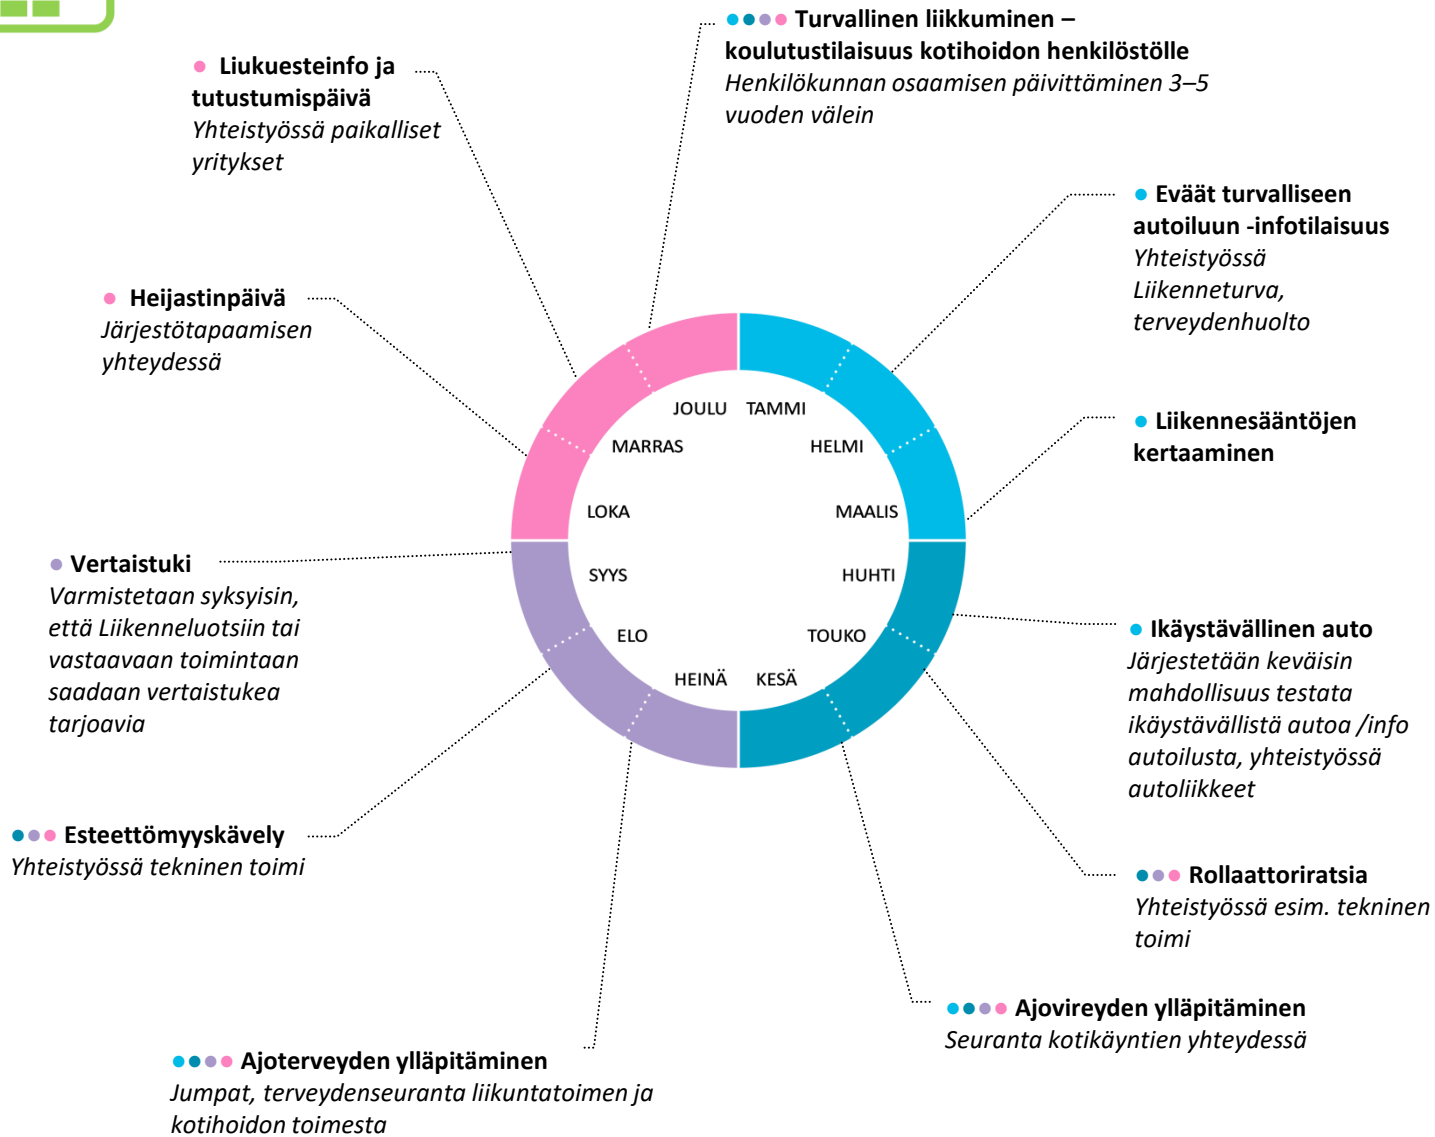 Turvallinen liikkuminen –
koulutustilaisuus kotihoidon henkilöstölle
Henkilökunnan osaamisen päivittäminen 3–5
vuoden välein
Liukuesteinfo ja
tutustumispäivä
Yhteistyössä paikalliset
yritykset
Eväät turvalliseen
autoiluun -infotilaisuus
Yhteistyössä
Liikenneturva,
terveydenhuolto
Heijastinpäivä
Järjestötapaamisen
yhteydessä
Liikennesääntöjen
kertaaminen
JOULU
TAMMI
MARRAS
HELMI
LOKA
MAALIS
SYYS
HUHTI
ELO
TOUKO
HEINÄ
KESÄ
Vertaistuki
Varmistetaan syksyisin,
että Liikenneluotsiin tai
vastaavaan toimintaan
saadaan vertaistukea
tarjoavia
Ikäystävällinen auto
Järjestetään keväisin
mahdollisuus testata
ikäystävällistä autoa /info
autoilusta, yhteistyössä
autoliikkeet
Esteettömyyskävely
Yhteistyössä tekninen toimi
Rollaattoriratsia
Yhteistyössä esim. tekninen
toimi
Ajovireyden ylläpitäminen
Seuranta kotikäyntien yhteydessä
Ajoterveyden ylläpitäminen
Jumpat, terveydenseuranta liikuntatoimen ja
kotihoidon toimesta